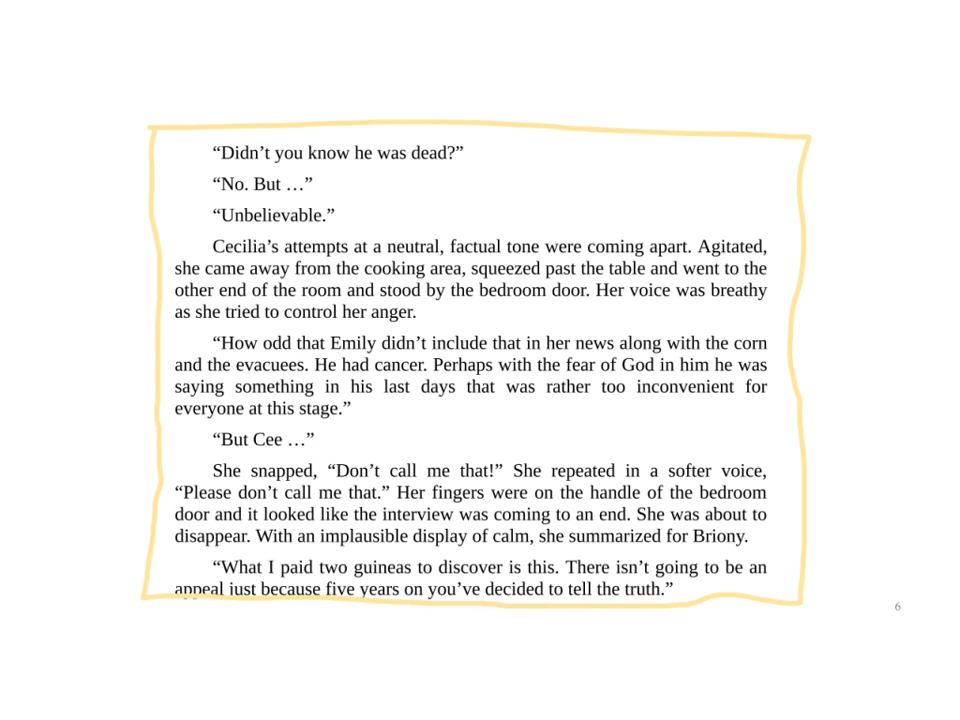 “Didn’t you know he was dead?”
“No. But …”
“Unbelievable.”
Cecilia’s attempts at a neutral, factual tone were coming apart. Agitated,
she came away from the cooking area, squeezed past the table and went to the
other end of the room and stood by the bedroom door. Her voice was breathy
as she tried to control her anger.
“How odd that Emily didn’t include that in her news along with the corn
and the evacuees. He had cancer. Perhaps with the fear of God in him he was
saying something in his last days that was rather too inconvenient for
everyone at this stage.”
“But Cee …”
She snapped, “Don’t call me that!” She repeated in a softer voice,
“Please don’t call me that.” Her fingers were on the handle of the bedroom
door and it looked like the interview was coming to an end. She was about to
disappear. With an implausible display of calm, she summarized for Briony.
“What I paid two guineas to discover is this. There isn’t going to be an
appeal just because five years on you’ve decided to tell the truth.”
6